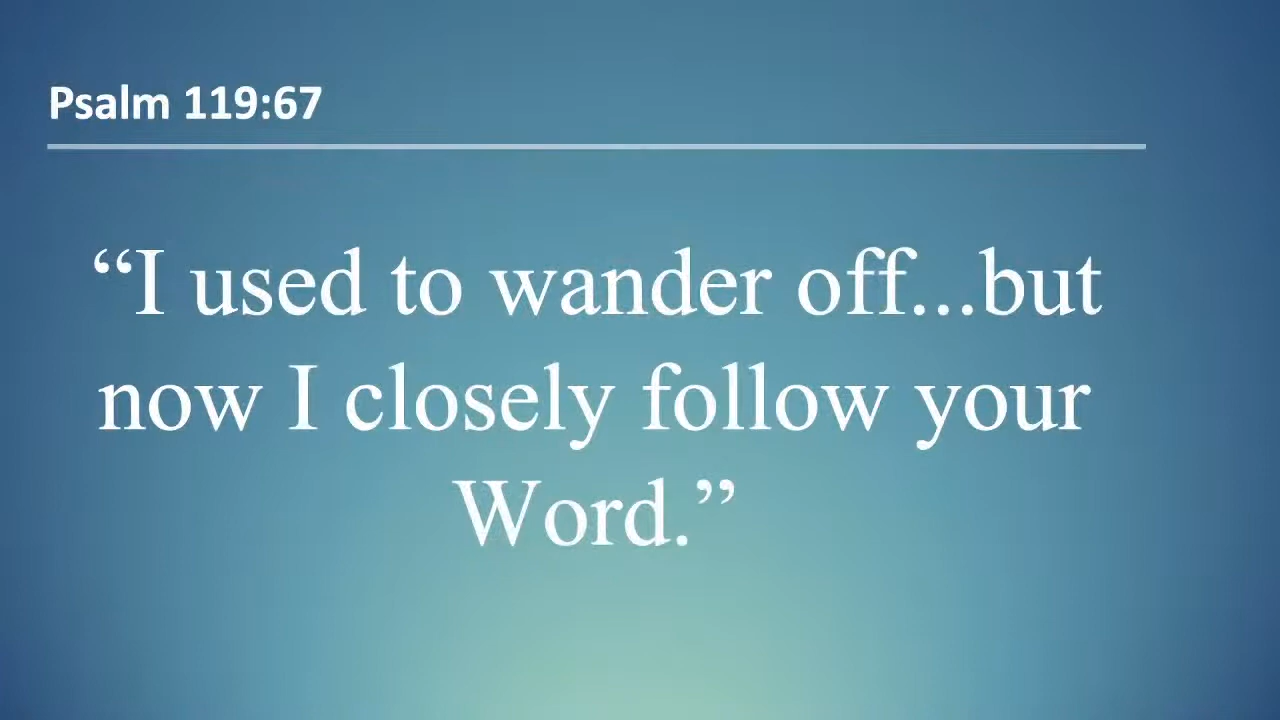 Psalm 119:67
“I used to wander off...but
now I closely follow your
Word.”